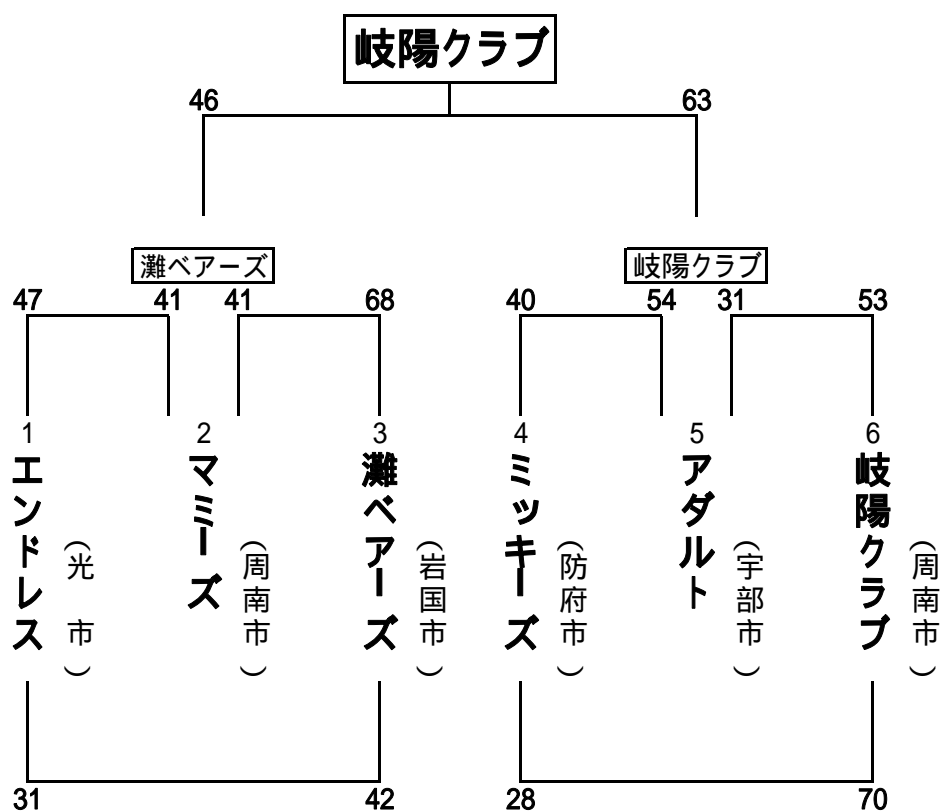 岐陽クラブ
46 63
灘ベアーズ 岐陽クラブ
47 41 41 68 40 54 31 53
1 2 3 4 5 6
エンドレス
(光 市)
マミーズ
(周南市)
灘ベアーズ
(岩国市)
ミッキーズ
(防府市)
アダルト
(宇部市)
岐陽クラブ
(周南市)
31 42 28 70